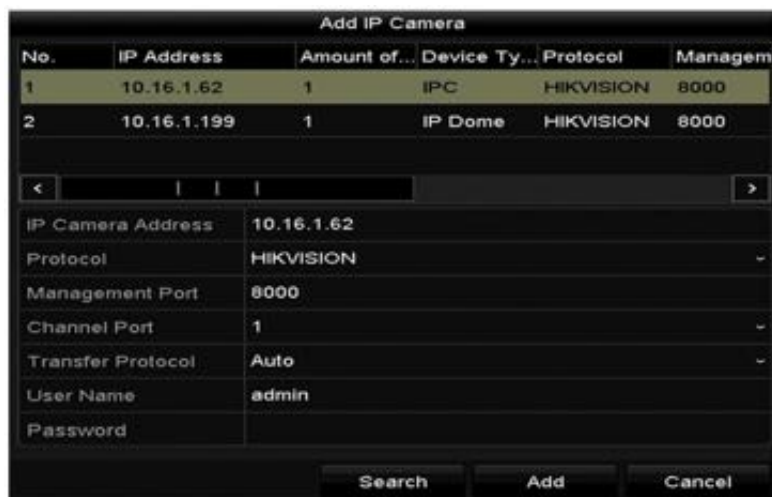 Add IP Camera
No. IP Address Amount of... Device Ty... Protocol Managem
1 10.16.1.62 1 IPC HIKVISION 8000
2 10.16.1.199 1 IP Dome HIKVISION 8000
IP Camera Address 10.16.1.62
Protocol HIKVISION
Management Port 8000
Channel Port 1
Transfer Protocol Auto
User Name admin
Password
Search Add Cancel